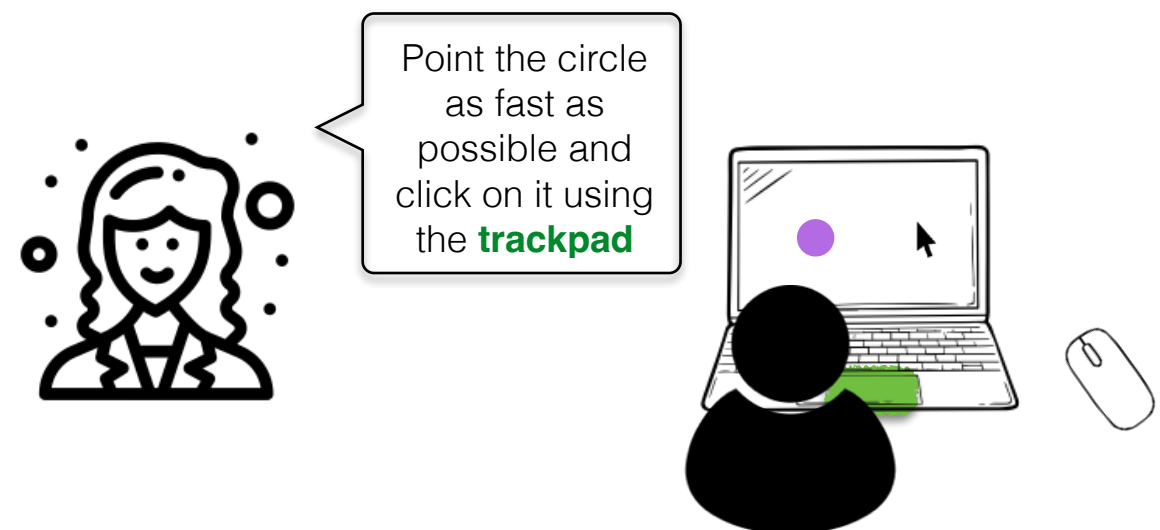 Point the circle
as fast as
possible and
click on it using
the trackpad